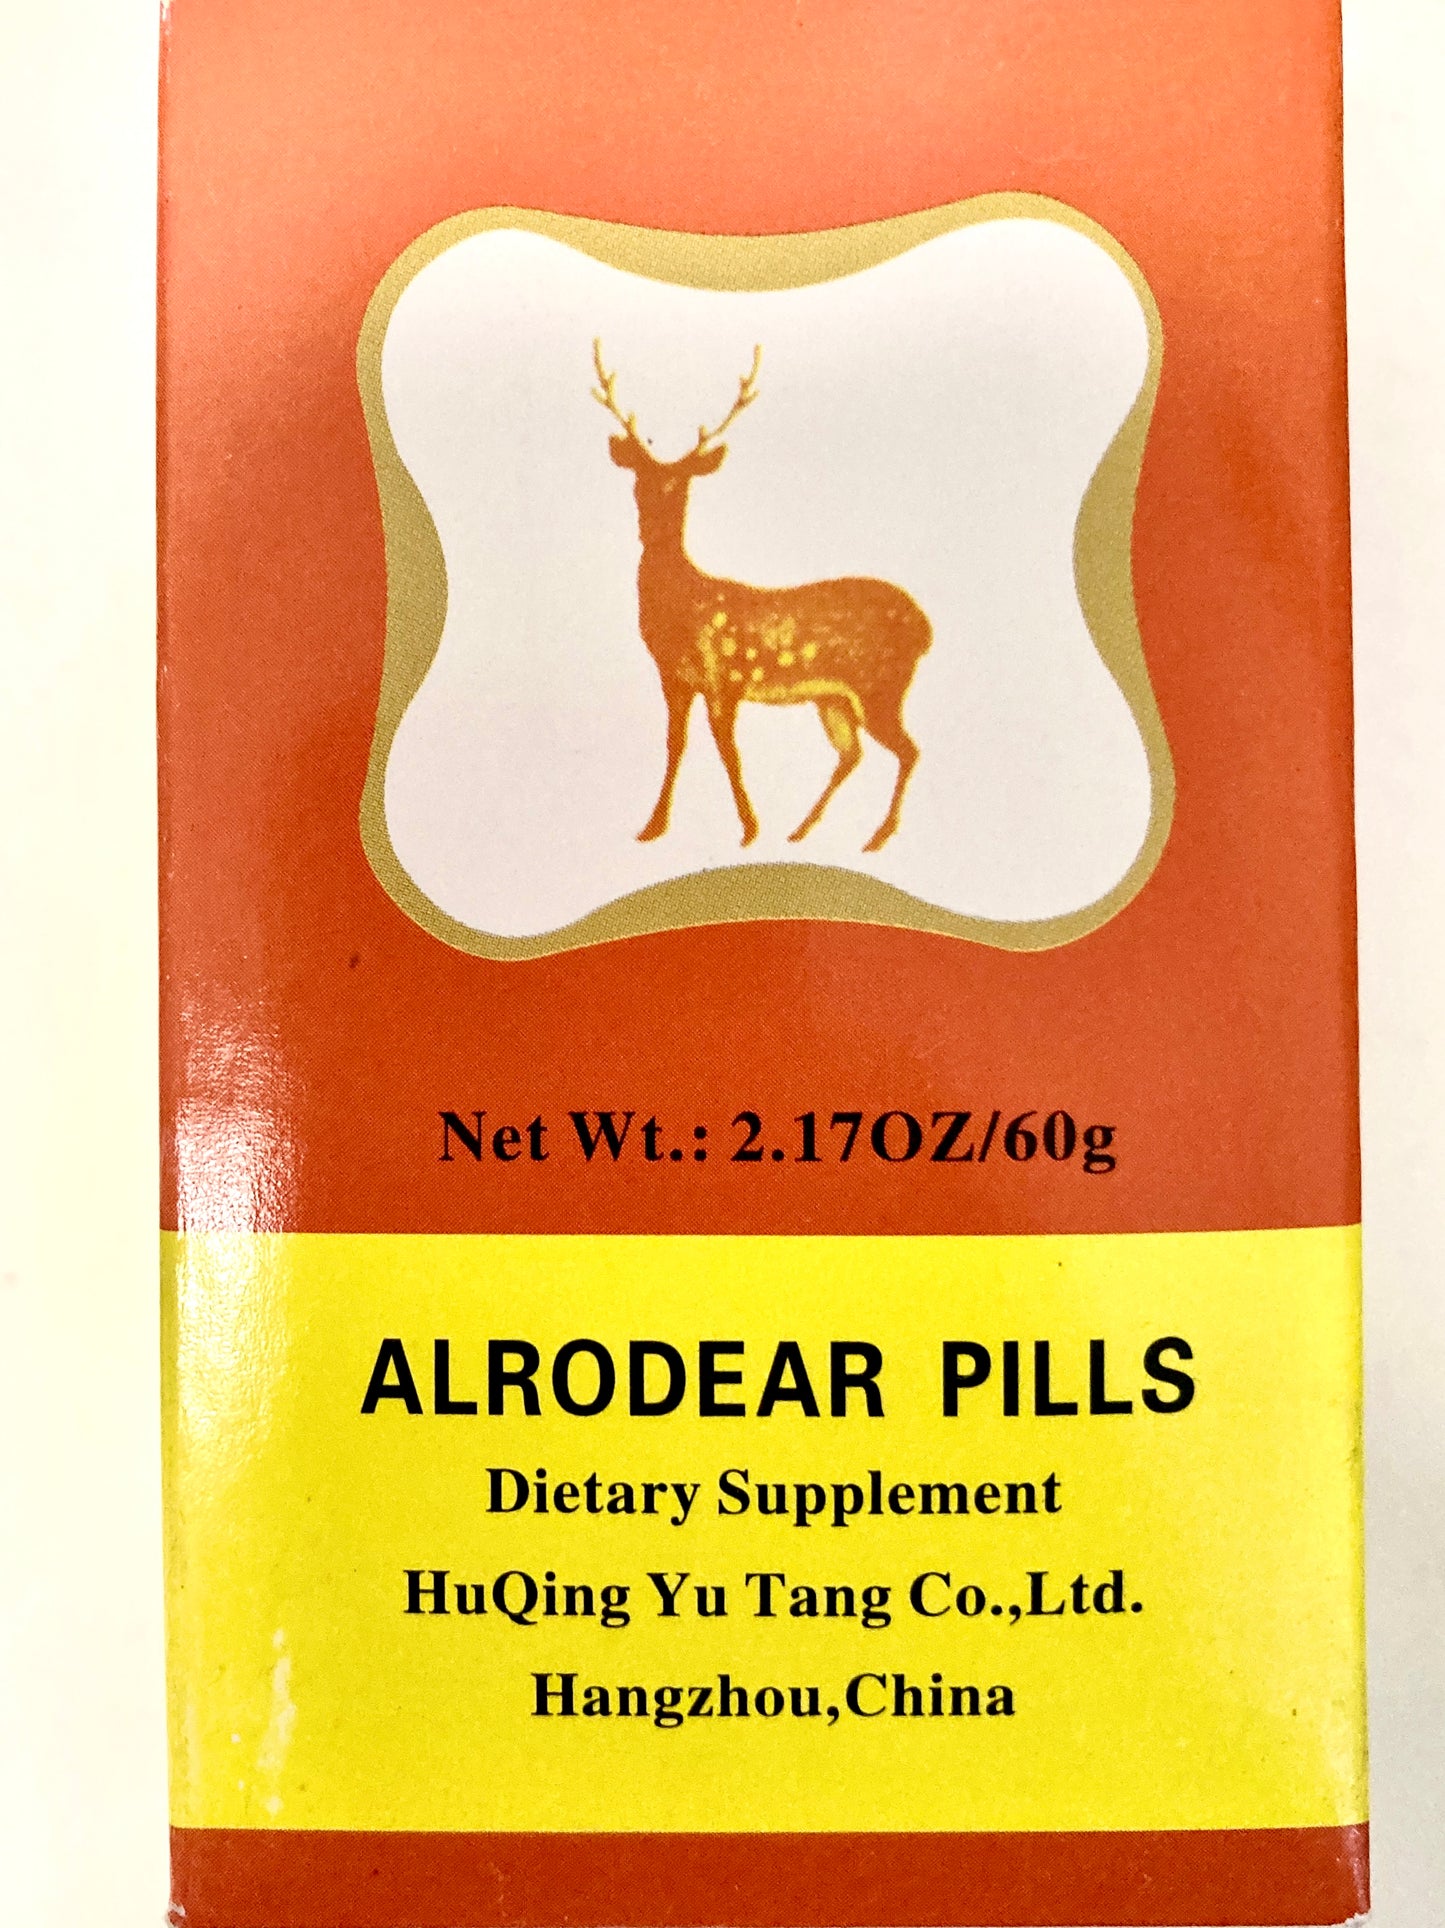 Net Wt.: 2.17OZ/60g
ALRODEAR PILLS
Dietary Supplement
HuQing Yu Tang Co.,Ltd.
Hangzhou,China